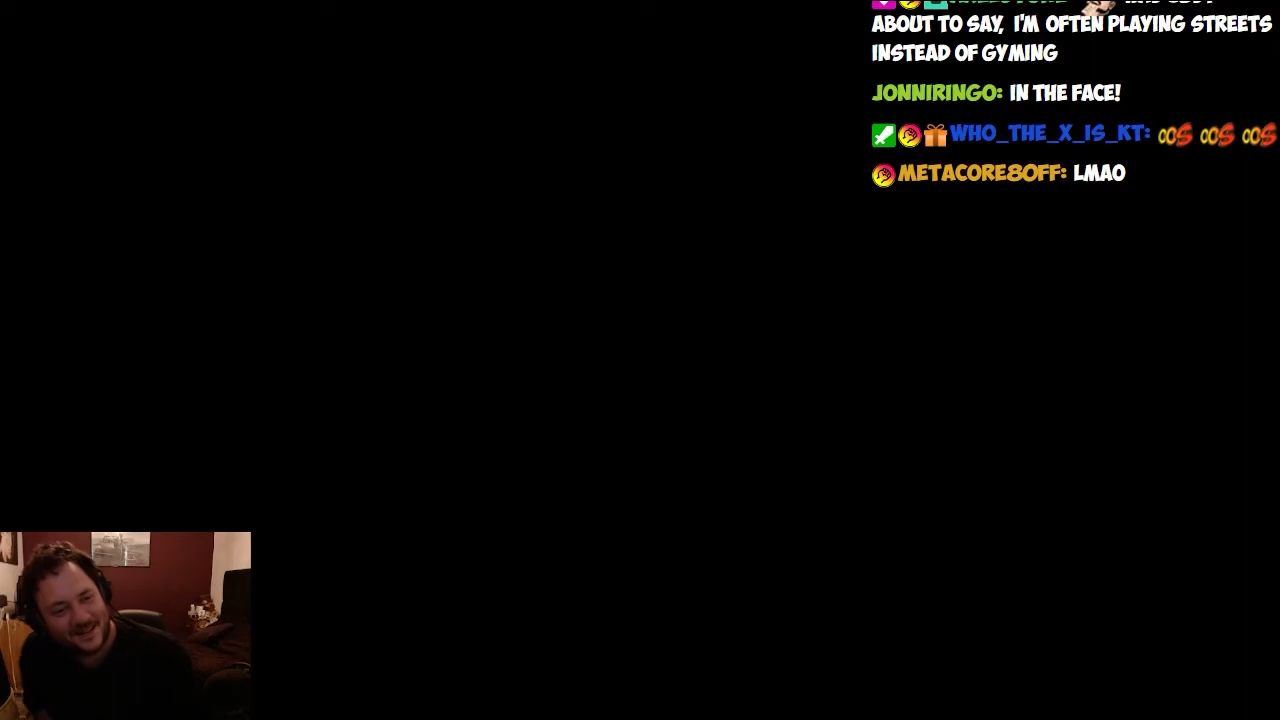 ABOUT TO SAY, I'M OFTEN PLAYING STREETS
INSTEAD OF GYMING
JONNIRINGO: IN THE FACE!
WHO_THE_X_IS_KT:
METACORE8OFF: LMAO